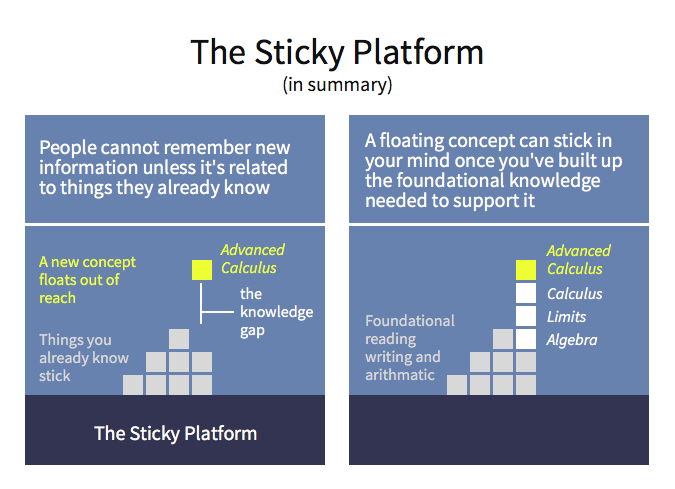 The Sticky Platform
(in summary)
People cannot remember new
information unless it's related
to things they already know
A new concept
floats out of
reach
Advanced
Calculus
the
knowledge
gap
Things you
already know
stick
The Sticky Platform
A floating concept can stick in
your mind once you've built up
the foundational knowledge
needed to support it
Advanced
Calculus
Calculus
Limits
Algebra
Foundational
reading
writing and
arithmatic